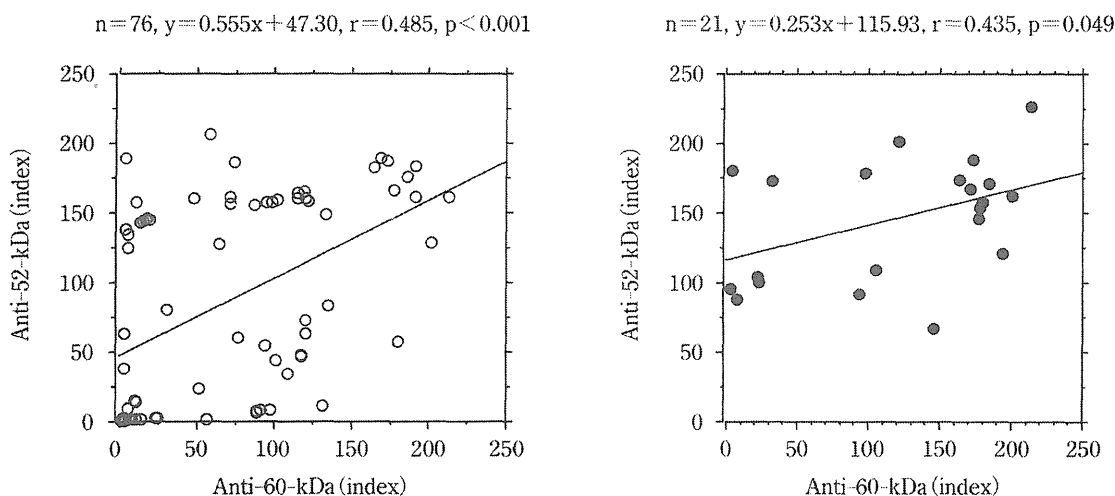 n=76, y=0.555x+47.30, r=0.485, p<0.001
250
200
150
100
50
0
Anti-52-kDa (index)
0 50 100 150 200 250
Anti-60-kDa (index)
n=21, y=0.253x+115.93, r=0.435, p=0.049
250
200
150
100
50
0
Anti-52-kDa (index)
0 50 100 150 200 250
Anti-60-kDa (index)